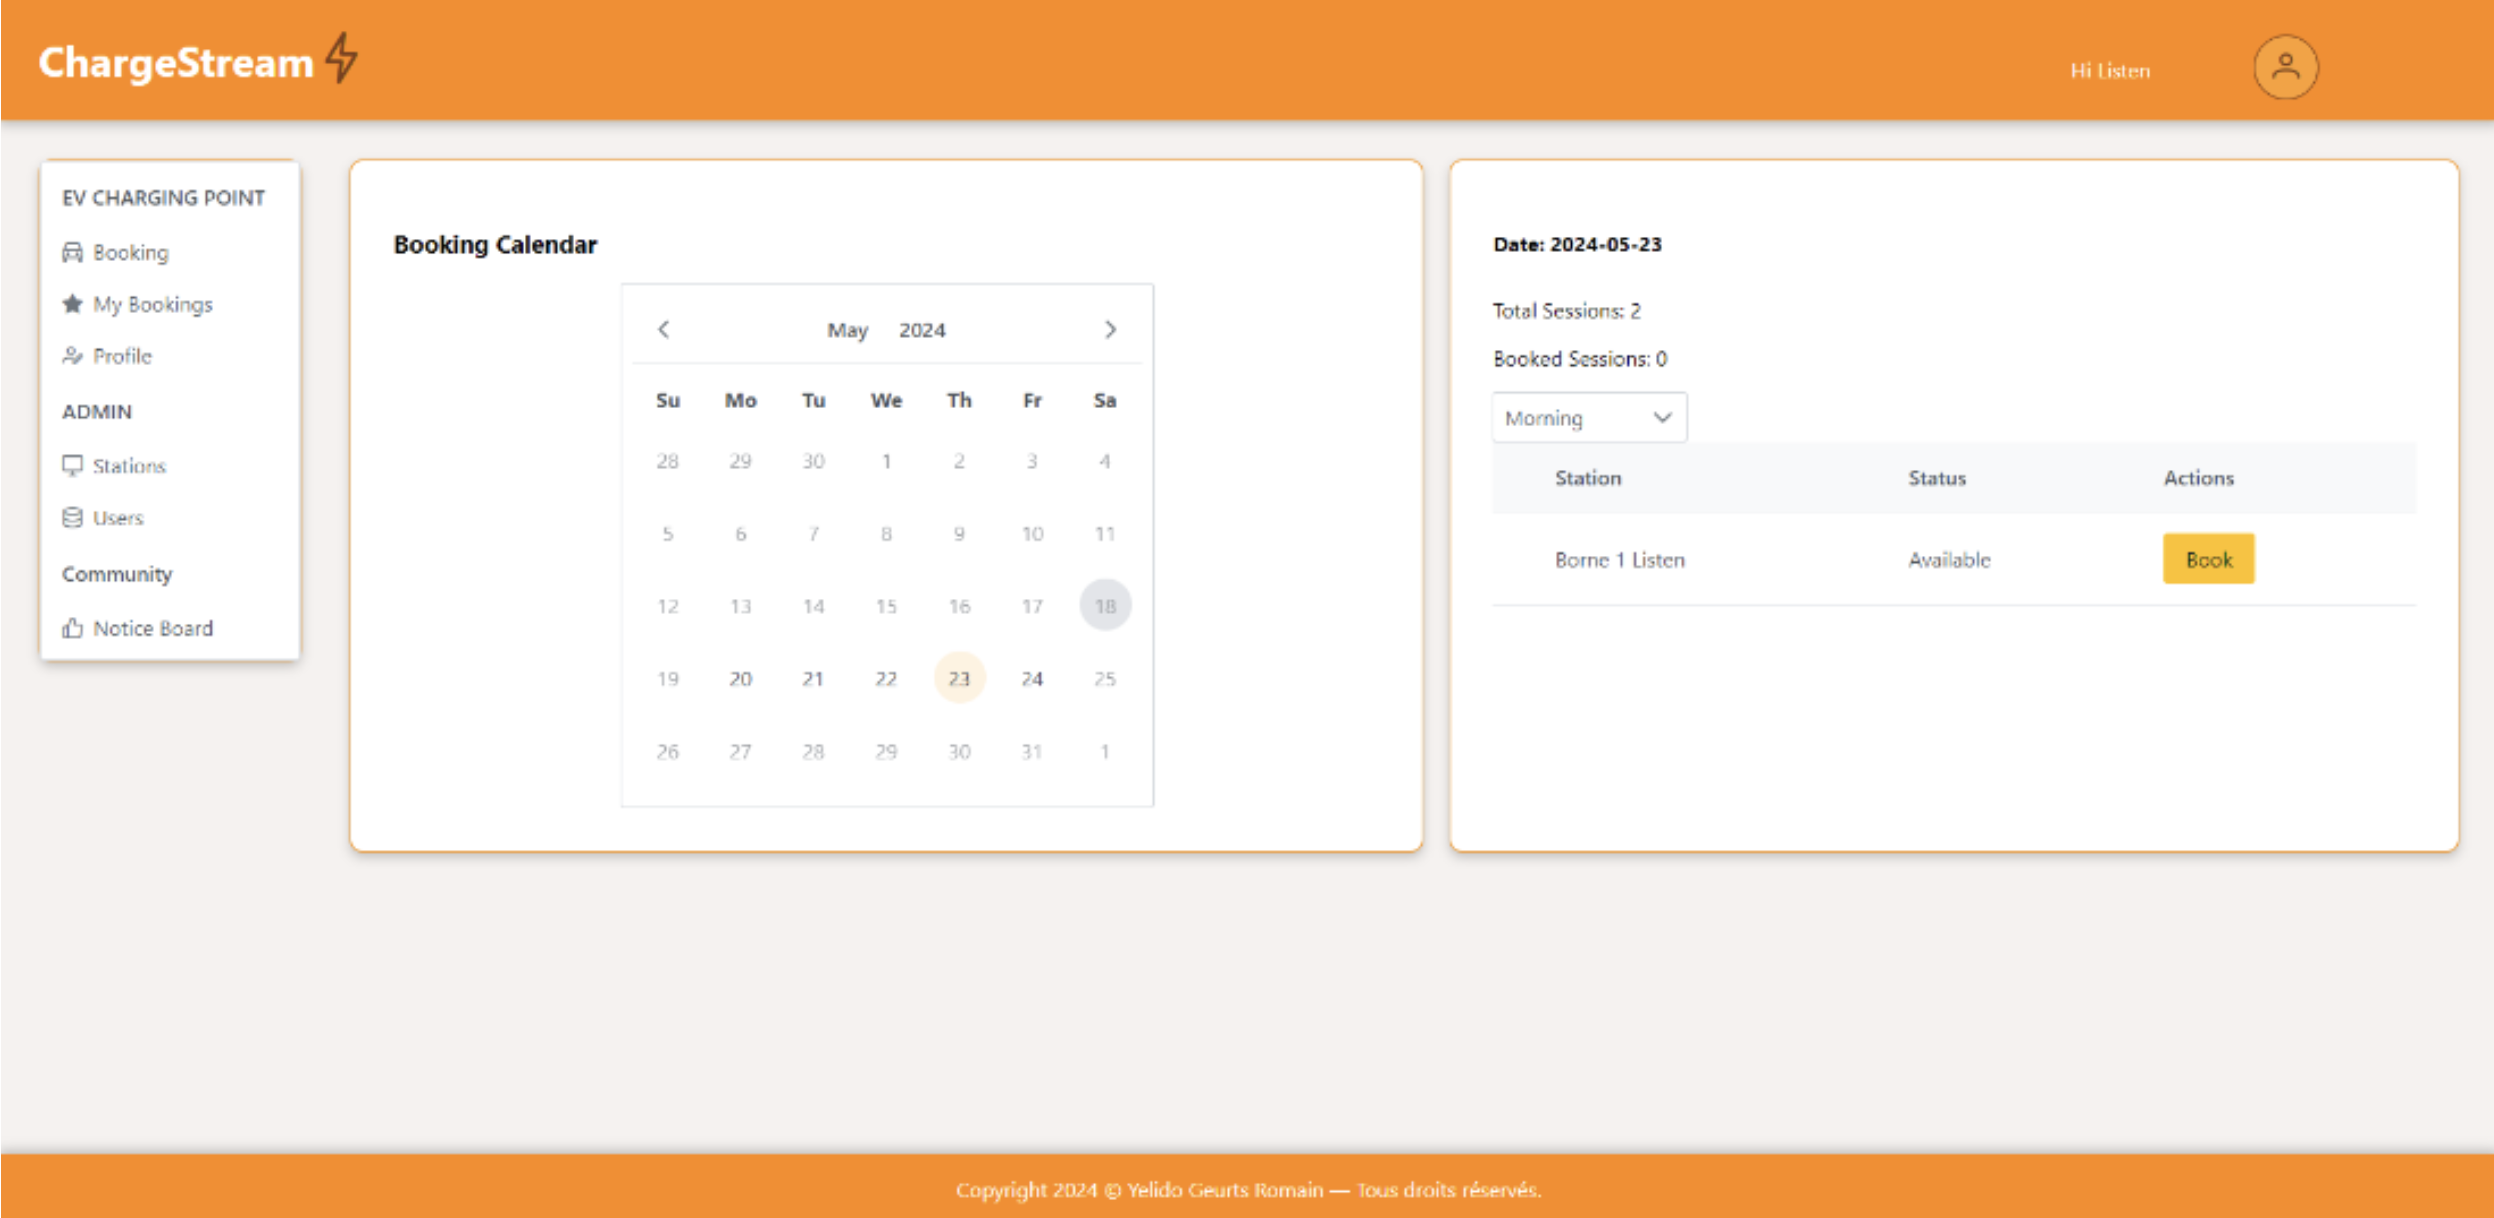 ChargeStream
Hi Listen
EV CHARGING POINT
Booking
My Bookings
Profile
ADMIN
Stations
Users
Community
Notice Board
Booking Calendar
May 2024
Su Mo Tu We Th Fr Sa
28 29 30 1 2 3 4
5 6 7 8 9 10 11
12 13 14 15 16 17 18
19 20 21 22 23 24 25
26 27 28 29 30 31 1
Date: 2024-05-23
Total Sessions: 2
Booked Sessions: 0
Morning
Station Status Actions
Borne 1 Listen Available Book
Copyright 2024 © Yelido Geurts Romain — Tous droits réservés.